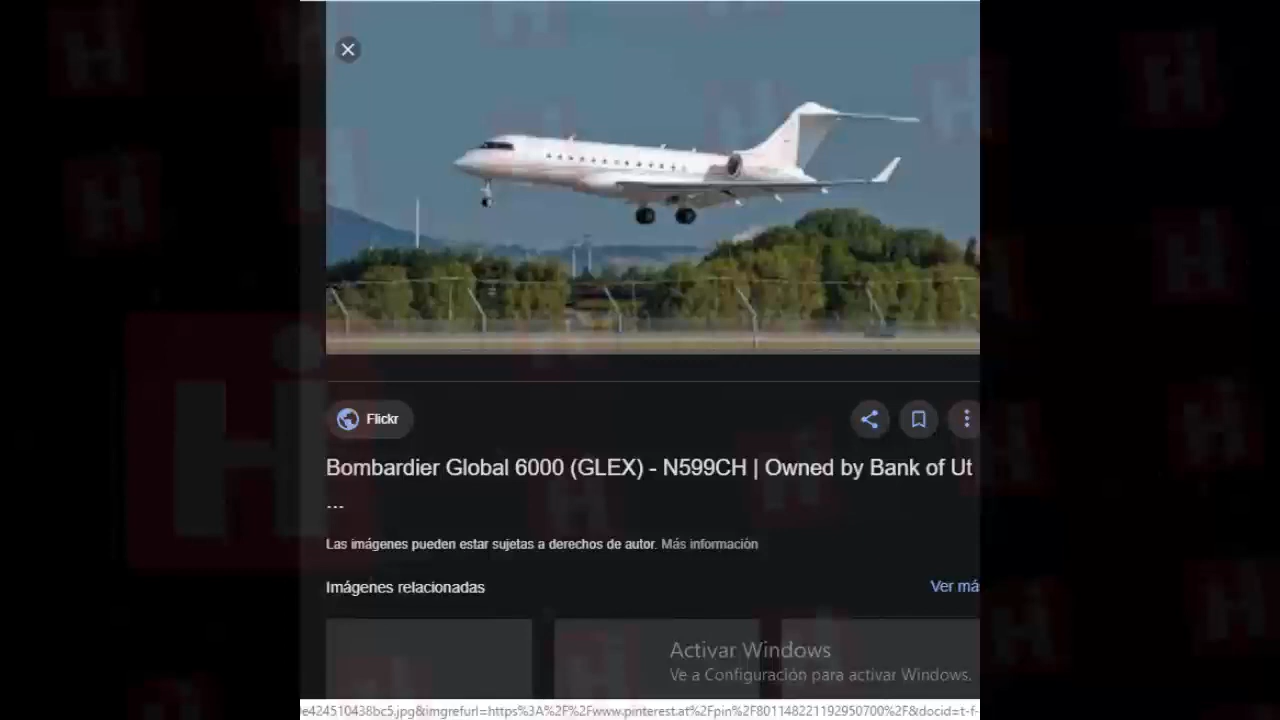 Flickr
Bombardier Global 6000 (GLEX) - N599CH | Owned by Bank of Ut
...
Las imágenes pueden estar sujetas a derechos de autor. Más información
Imágenes relacionadas
Ver má
Activar Windows
Ve a Configuración para activar Windows.
e424510438bc5.jpg&imgrefurl=https%3A%2F%2Fwww.pinterest.at%2Fpin%2F801148221192950700%2F&docid=t-f-
Hi